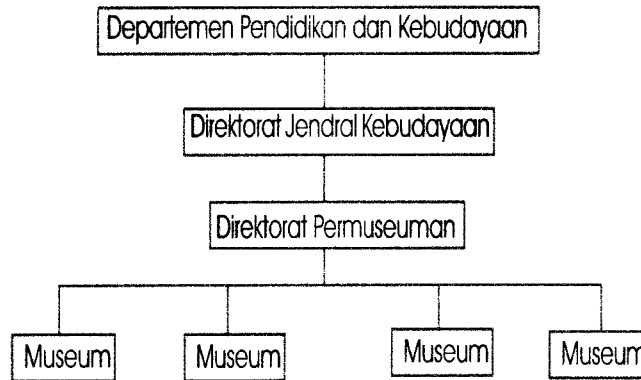 Departemen Pendidikan dan Kebudayaan
Direktorat Jendral Kebudayaan
Direktorat Permuseuman
Museum Museum Museum Museum